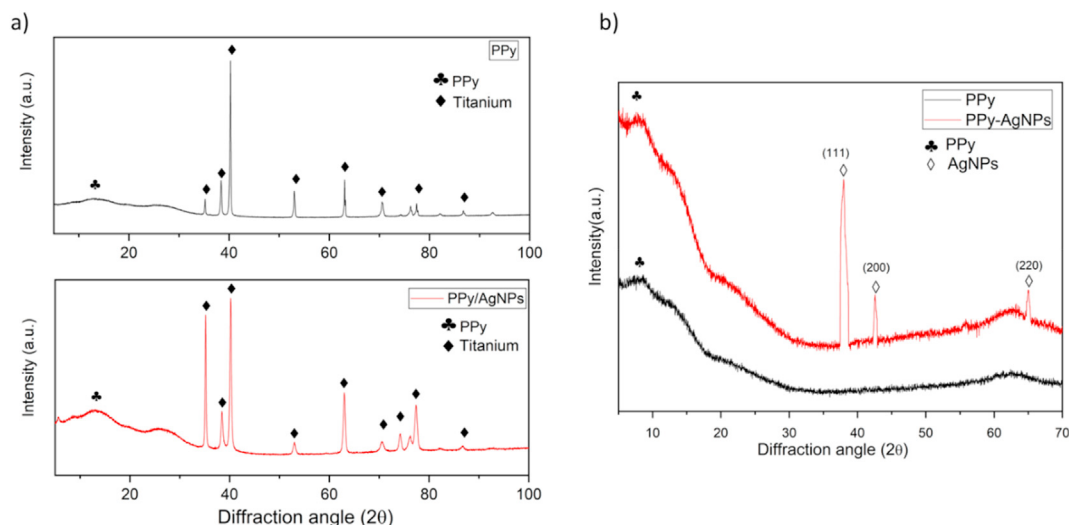 a)
PPy
♣ PPy
♦ Titanium
Intensity (a.u.)
20 40 60 80 100
PPy/AgNPs
♣ PPy
♦ Titanium
Intensity (a.u.)
20 40 60 80 100
Diffraction angle (2θ)
b)
PPy
PPy-AgNPs
♣ PPy
◊ AgNPs
(111)
(200)
(220)
Intensity(a.u.)
10 20 30 40 50 60 70
Diffraction angle (2θ)